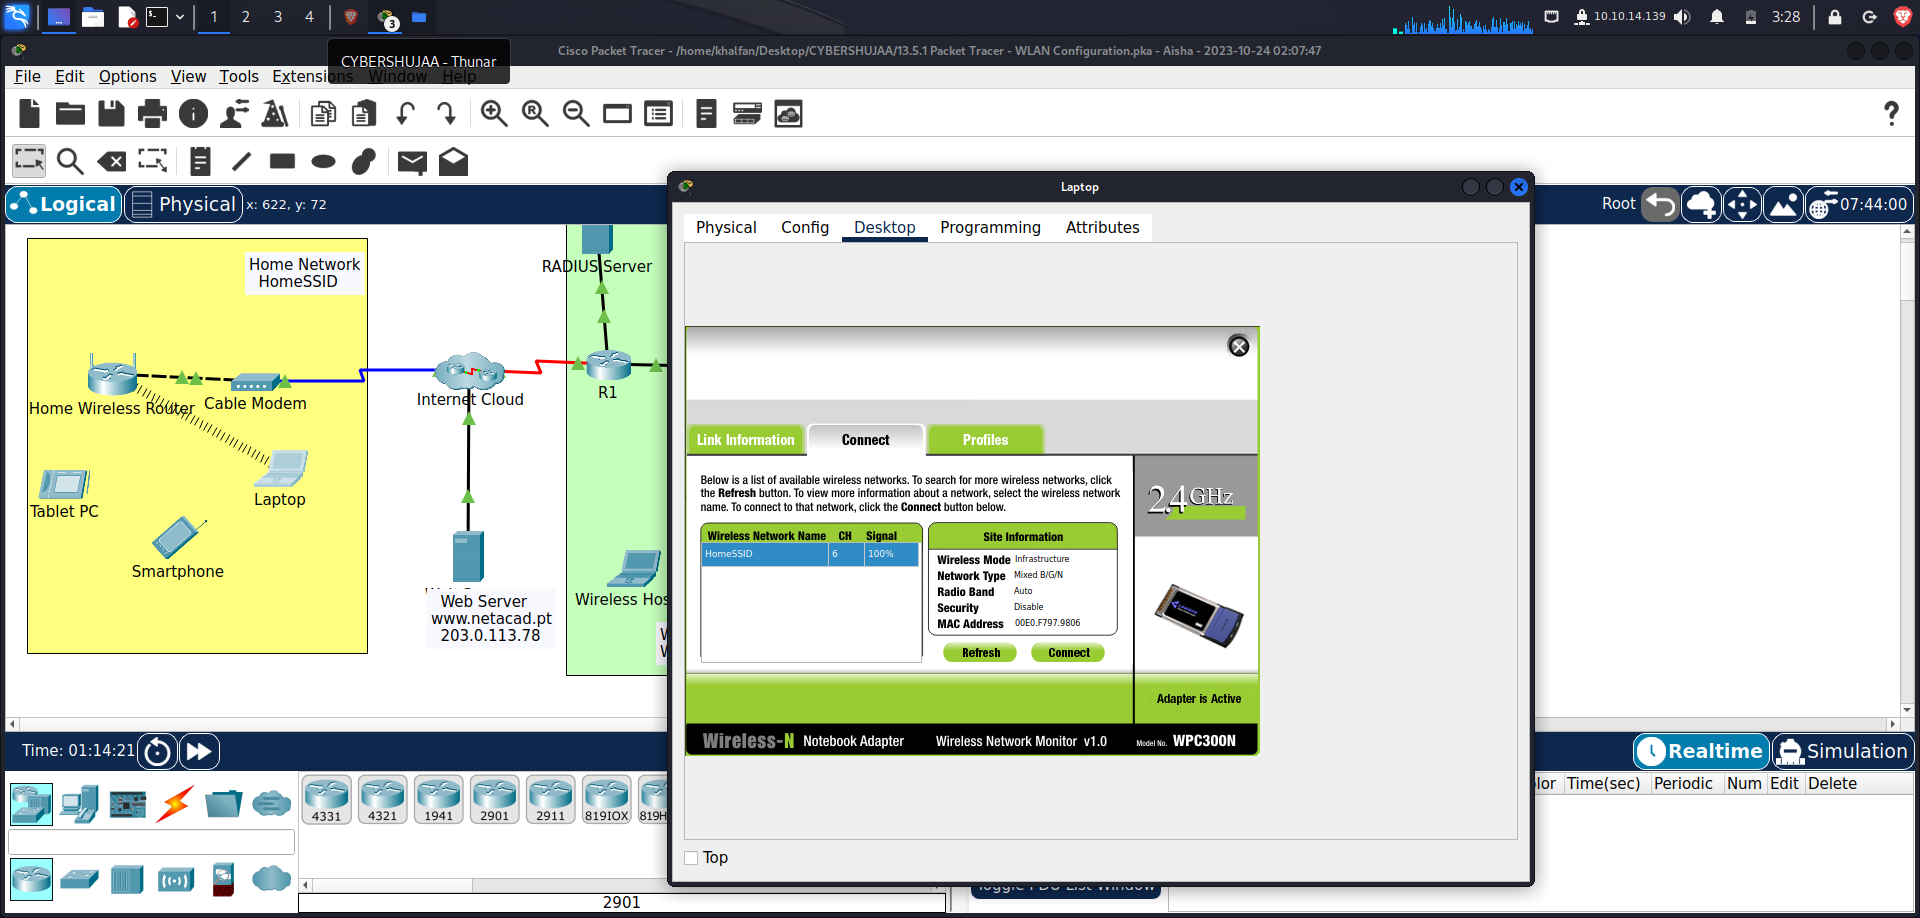 1 2 3 4 3 10.10.14.139 3:28
Cisco Packet Tracer - /home/khalfan/Desktop/CYBERSHUJAA/13.5.1 Packet Tracer - WLAN Configuration.pka - Aisha - 2023-10-24 02:07:47
CYBERSHUJAA - Thunar
File Edit Options View Tools Extensions Window Help
Logical Physical x: 622, y: 72 Root 07:44:00
Laptop
Physical Config Desktop Programming Attributes
Home Network
HomeSSID
RADIUS Server
Home Wireless Router
Cable Modem
Internet Cloud
R1
Tablet PC
Laptop
Smartphone
Web Server
www.netacad.pt
203.0.113.78
Wireless Hos
Link Information Connect Profiles
Below is a list of available wireless networks. To search for more wireless networks, click
the Refresh button. To view more information about a network, select the wireless network
name. To connect to that network, click the Connect button below.
2.4GHz
Wireless Network Name CH Signal
HomeSSID 6 100%
Site Information
Wireless Mode Infrastructure
Network Type Mixed B/G/N
Radio Band Auto
Security Disable
MAC Address 00E0.F797.9806
Refresh Connect
Adapter is Active
Wireless-N Notebook Adapter Wireless Network Monitor v1.0 Model No. WPC300N
Top
Time: 01:14:21
Realtime Simulation
4331 4321 1941 2901 2911 819IOX 819H
olor Time(sec) Periodic Num Edit Delete
Toggle PDU List Window
2901